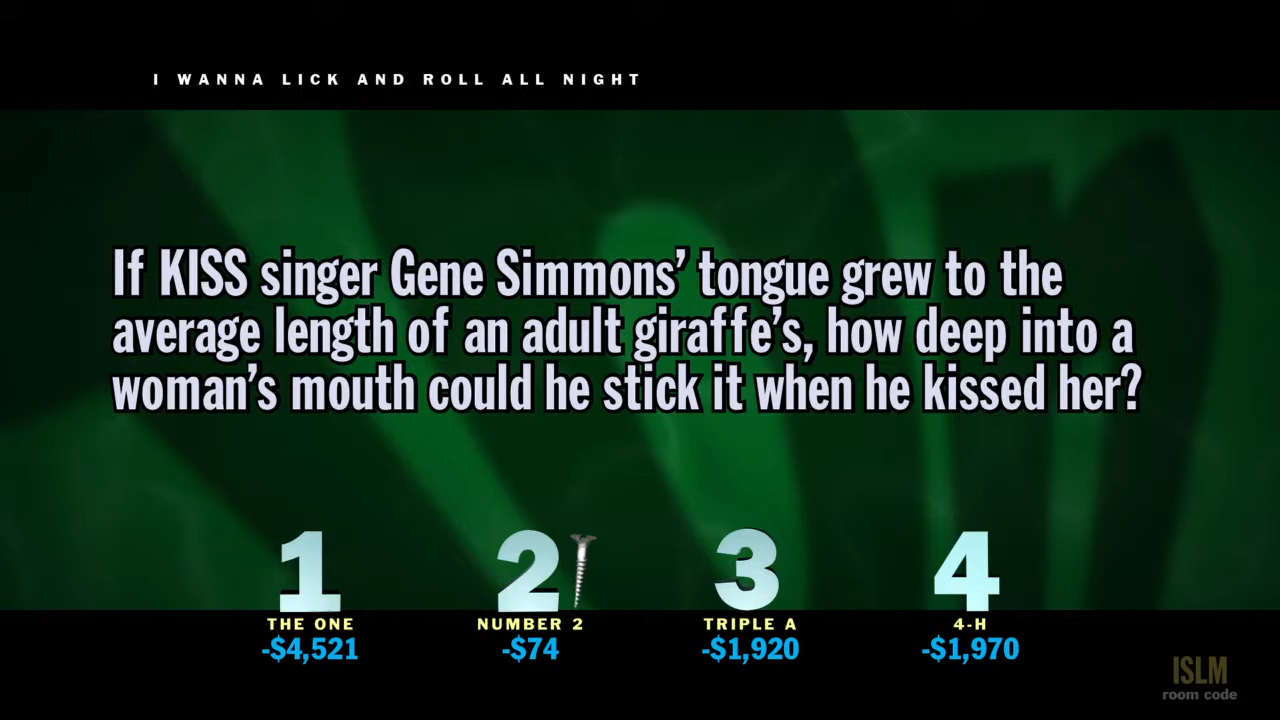 I WANNA LICK AND ROLL ALL NIGHT
If KISS singer Gene Simmons' tongue grew to the
average length of an adult giraffe's, how deep into a
woman's mouth could he stick it when he kissed her?
1 2 3 4
THE ONE NUMBER 2 TRIPLE A 4-H
-$4,521 -$74 -$1,920 -$1,970
ISLM
room code